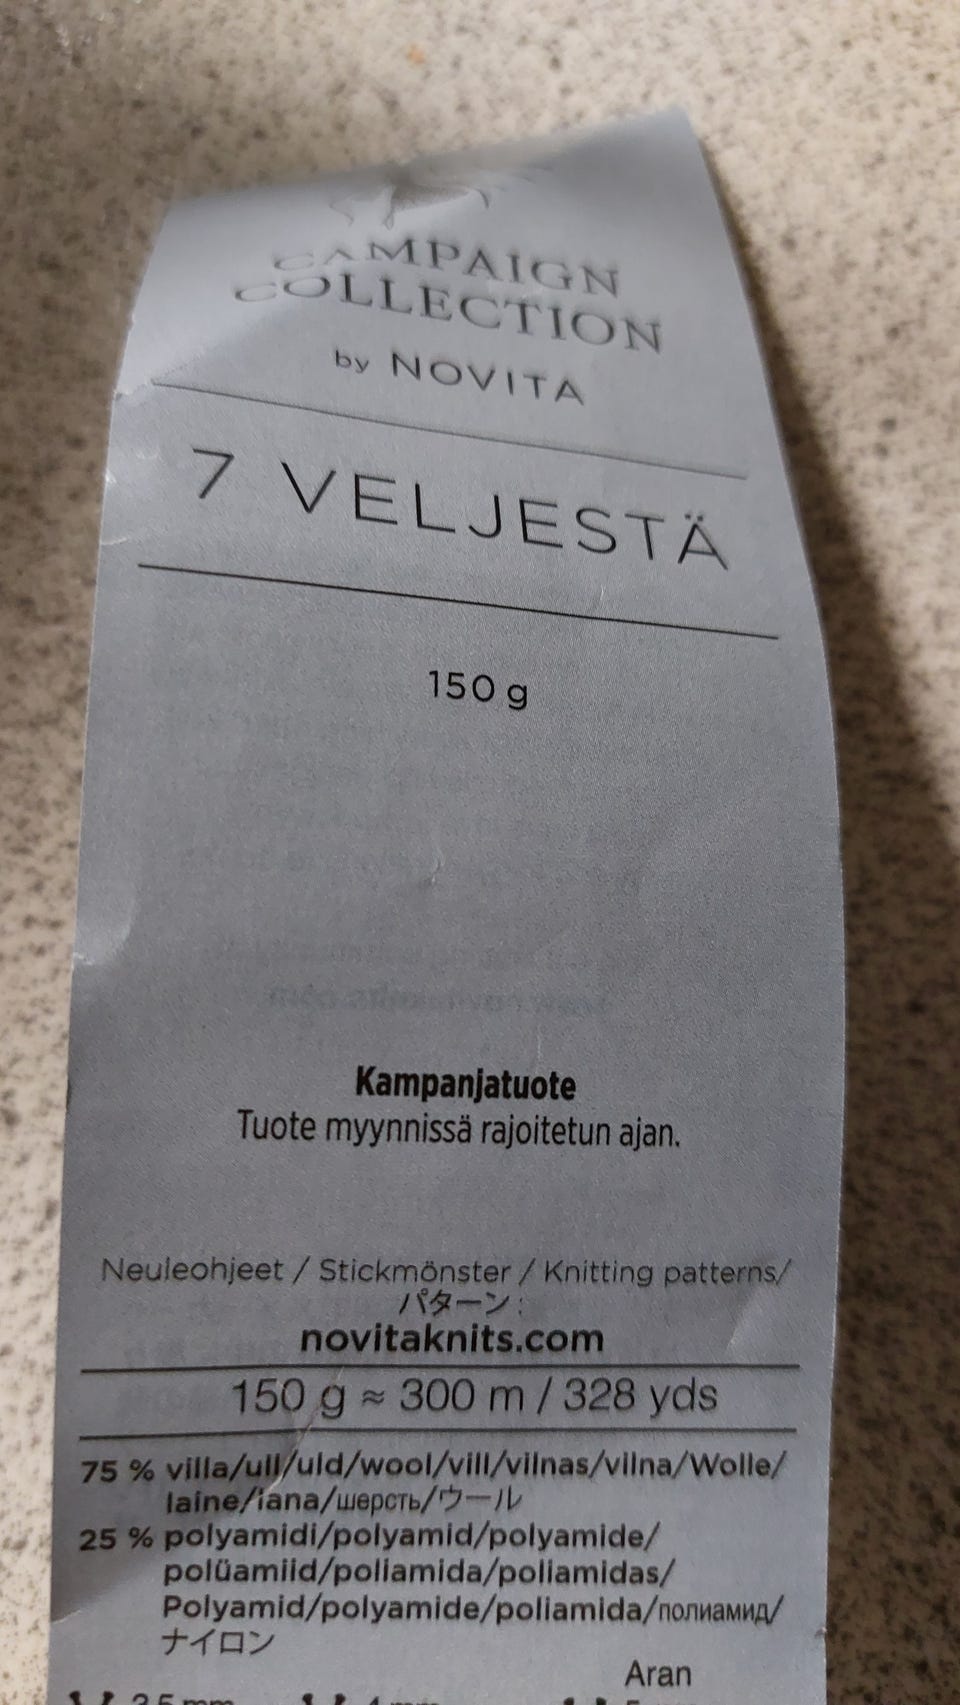 CAMPAIGN
COLLECTION
by NOVITA
7 VELJESTÄ
150 g
Kampanjatuote
Tuote myynnissä rajoitetun ajan.
Neuleohjeet / Stickmönster / Knitting patterns/
パターン:
novitaknits.com
150 g ≈ 300 m / 328 yds
75 % villa/ull/uld/wool/vill/vilnas/vilna/Wolle/
laine/lana/шерсть/ウール
25 % polyamidi/polyamid/polyamide/
polüamiid/poliamida/poliamidas/
Polyamid/polyamide/poliamida/полиамид/
ナイロン
Aran